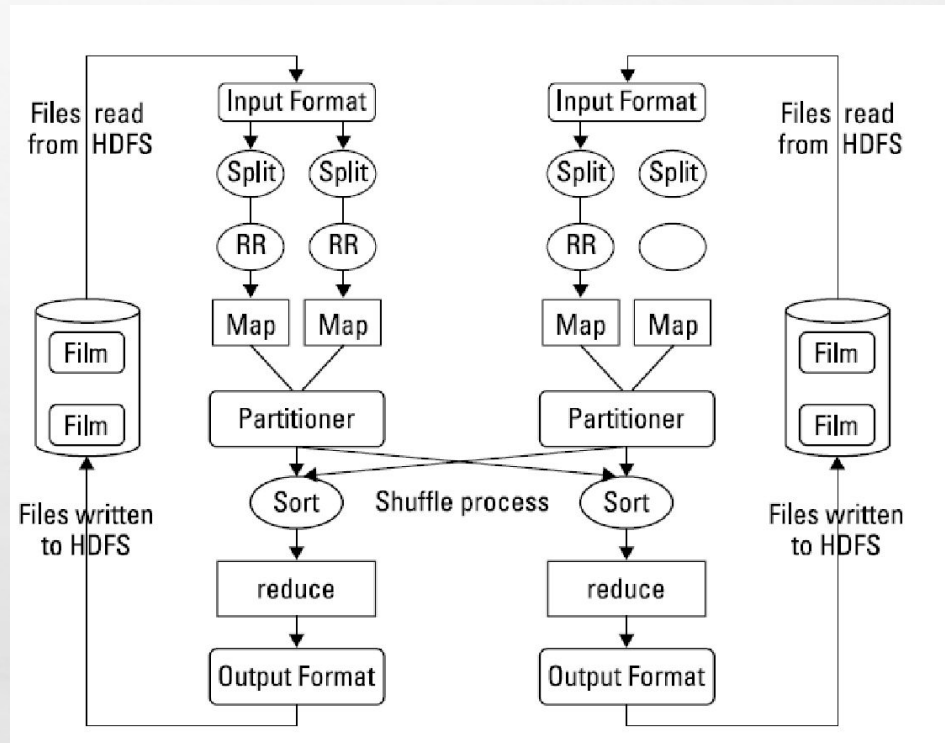 Input Format
Input Format
Files read
from HDFS
Files read
from HDFS
Split
Split
Split
Split
RR
RR
RR
Map
Map
Map
Map
Film
Film
Film
Film
Partitioner
Partitioner
Sort
Shuffle process
Sort
Files written
to HDFS
Files written
to HDFS
reduce
reduce
Output Format
Output Format